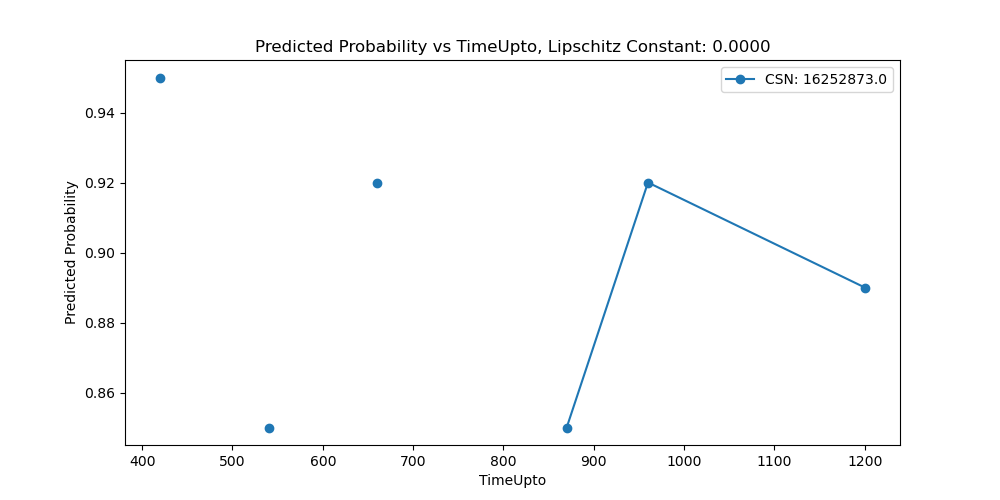 Predicted Probability vs TimeUpto, Lipschitz Constant: 0.0000
CSN: 16252873.0
0.94
0.92
0.90
0.88
0.86
Predicted Probability
400 500 600 700 800 900 1000 1100 1200
TimeUpto